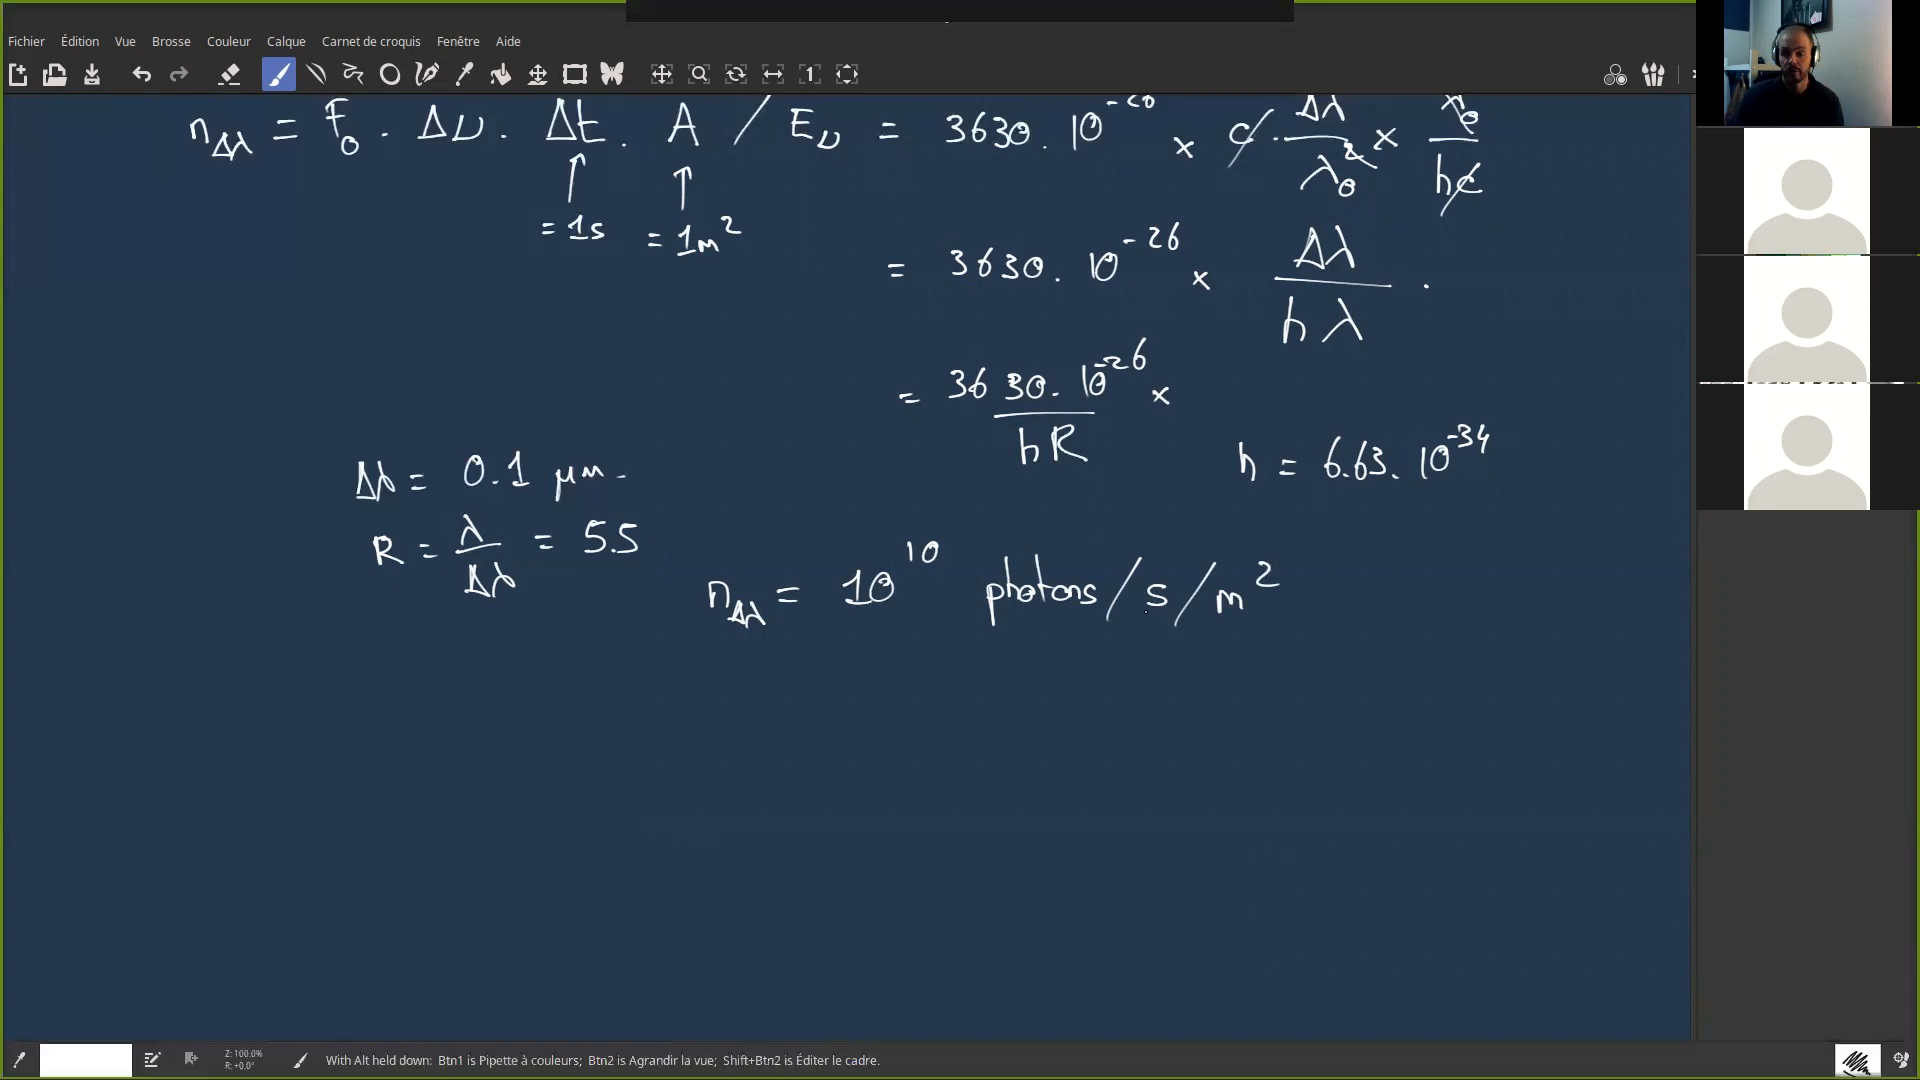 Fichier Édition Vue Brosse Couleur Calque Carnet de croquis Fenêtre Aide
n_Δλ = F_0 . Δν . Δt . A / E_ν = 3630 . 10^-26 × c . Δλ / λ_0^2 × λ_0 / hc
= 1s = 1m^2
= 3630 . 10^-26 × Δλ / hλ .
= 3630 . 10^-26 / hR ×
h = 6.63 . 10^-34
Δλ = 0.1 μm .
R = λ / Δλ = 5.5
n_Δλ = 10^10 photons / s / m^2
Z: 100.0%
R: +0.0°
With Alt held down: Btn1 is Pipette à couleurs; Btn2 is Agrandir la vue; Shift+Btn2 is Éditer le cadre.